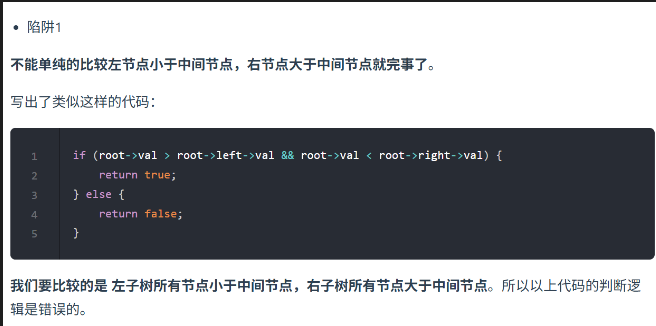 • 陷阱1
不能单纯的比较左节点小于中间节点，右节点大于中间节点就完事了。
写出了类似这样的代码：
1 if (root->val > root->left->val && root->val < root->right->val) {
2     return true;
3 } else {
4     return false;
5 }
我们要比较的是 左子树所有节点小于中间节点，右子树所有节点大于中间节点。所以以上代码的判断逻
辑是错误的。